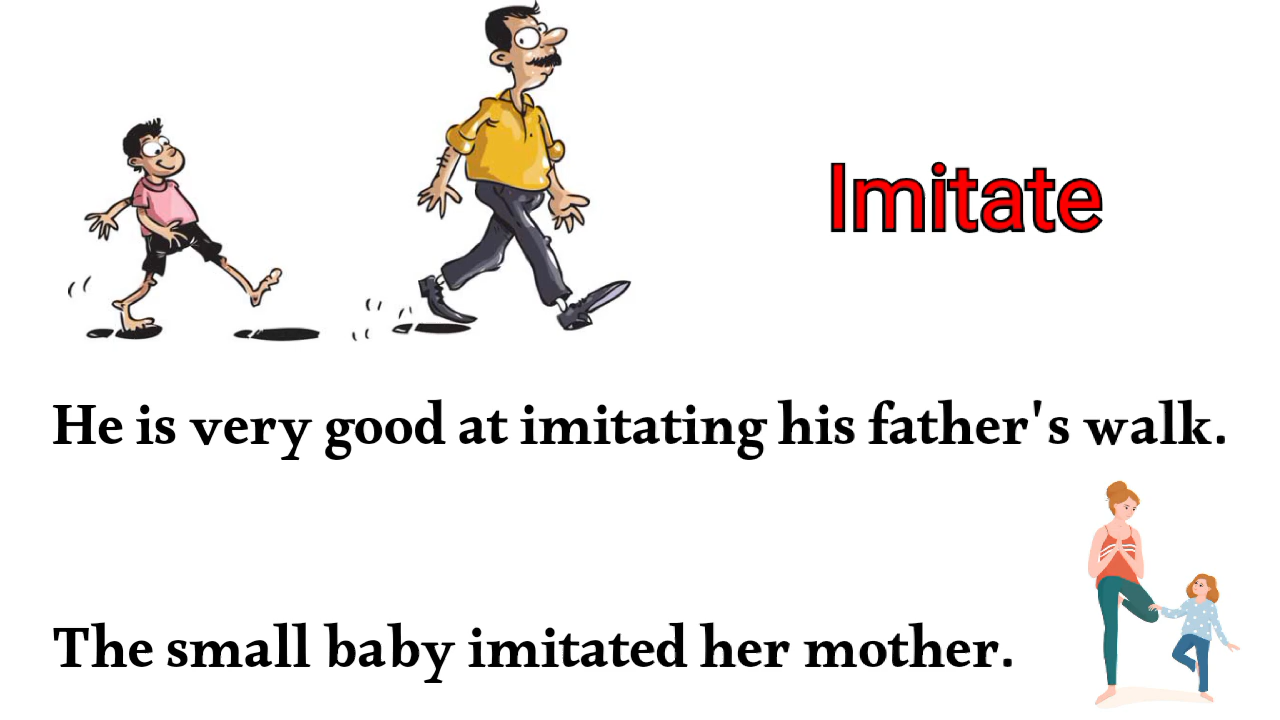 Imitate
He is very good at imitating his father's walk.
The small baby imitated her mother.